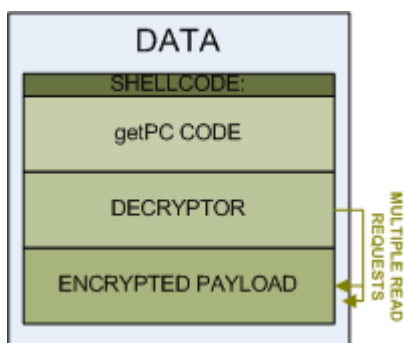 DATA
SHELLCODE:
getPC CODE
DECRYPTOR
ENCRYPTED PAYLOAD
MULTIPLE READ
REQUESTS